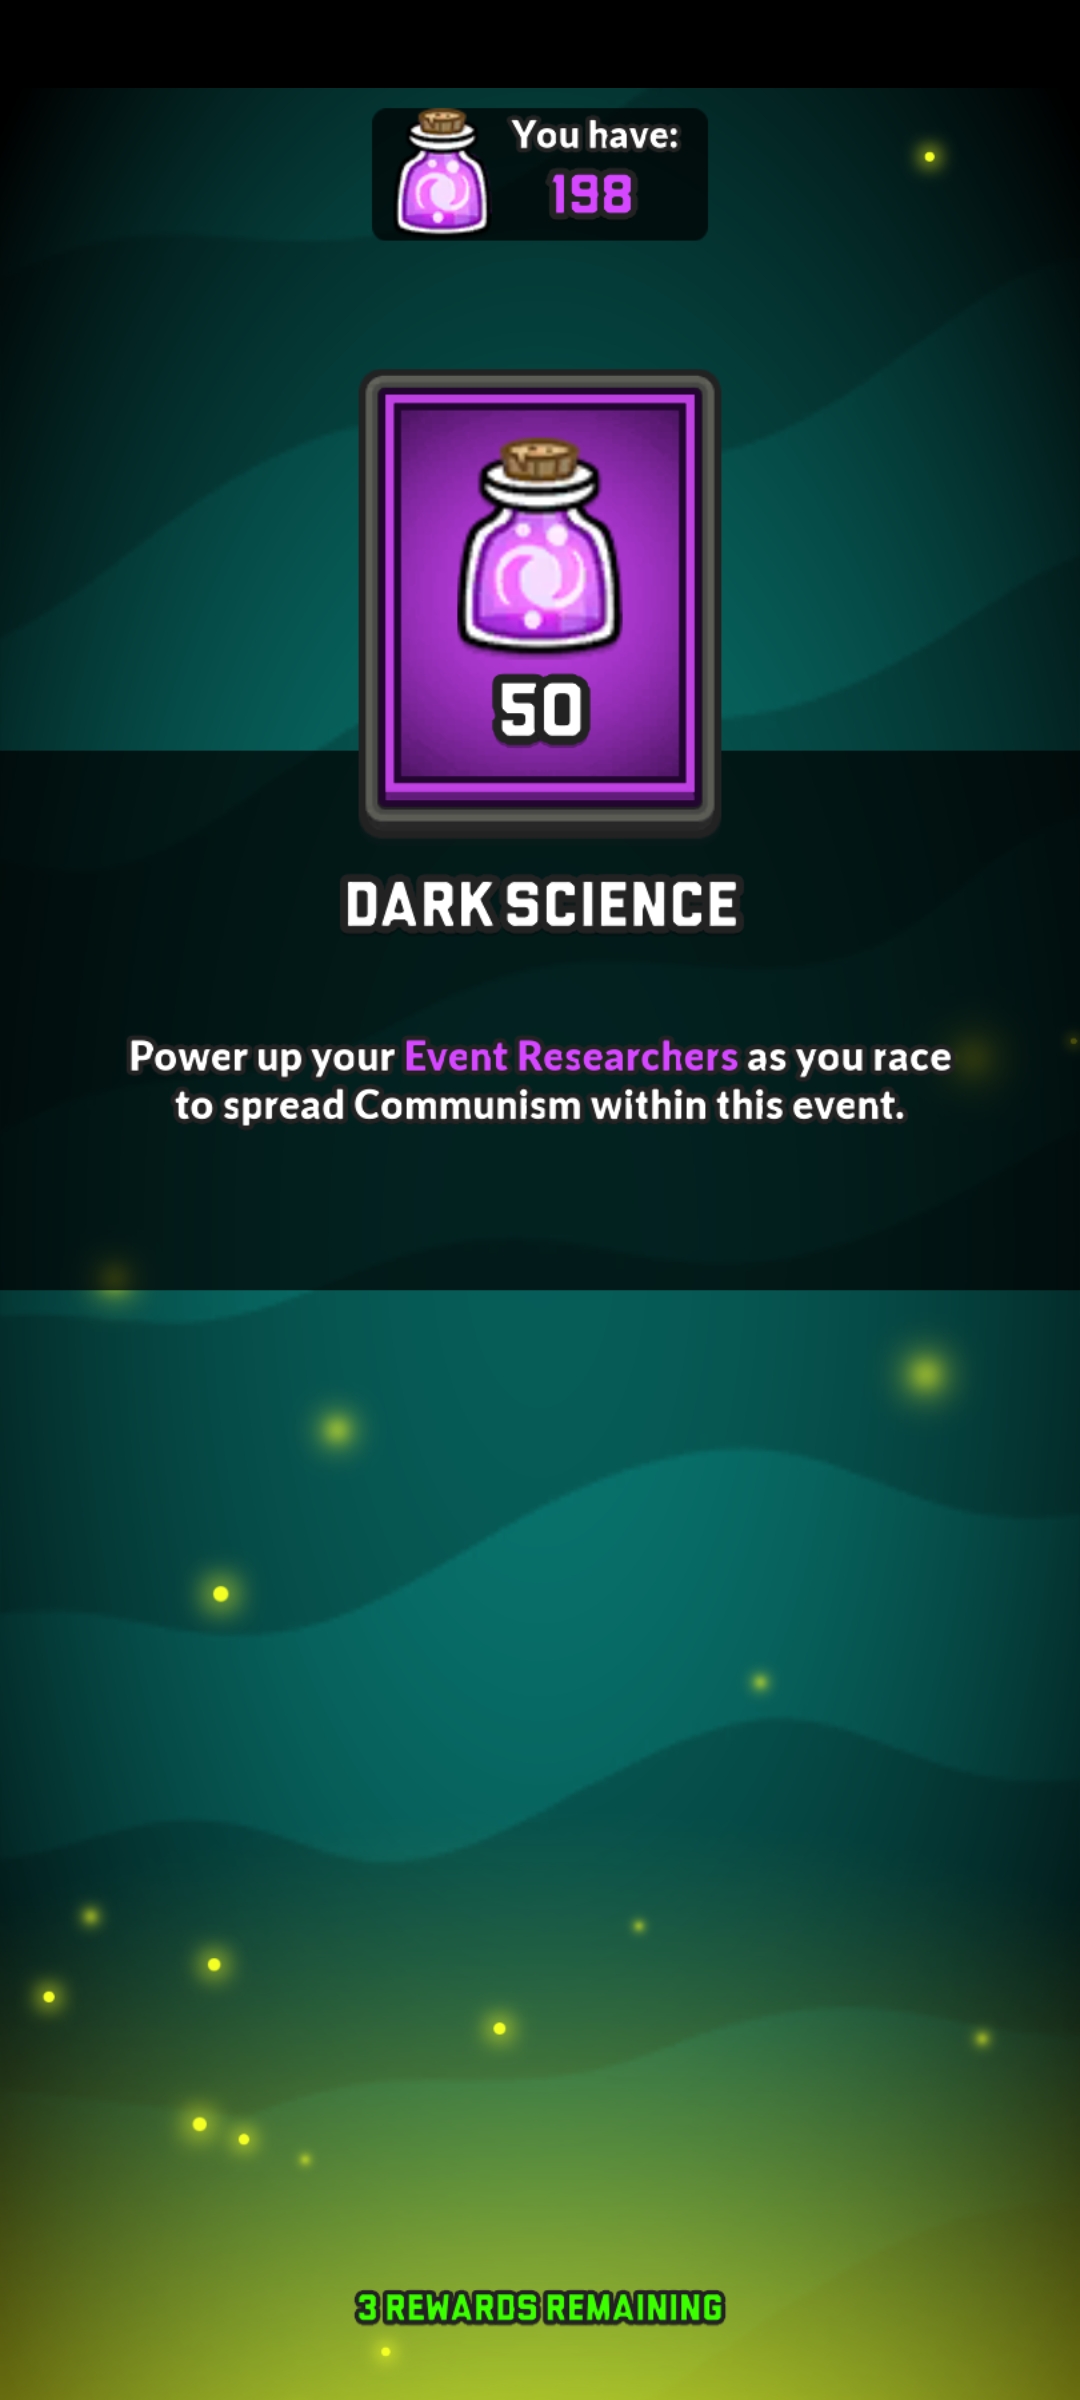 You have:
198
50
DARK SCIENCE
Power up your Event Researchers as you race
to spread Communism within this event.
3 REWARDS REMAINING